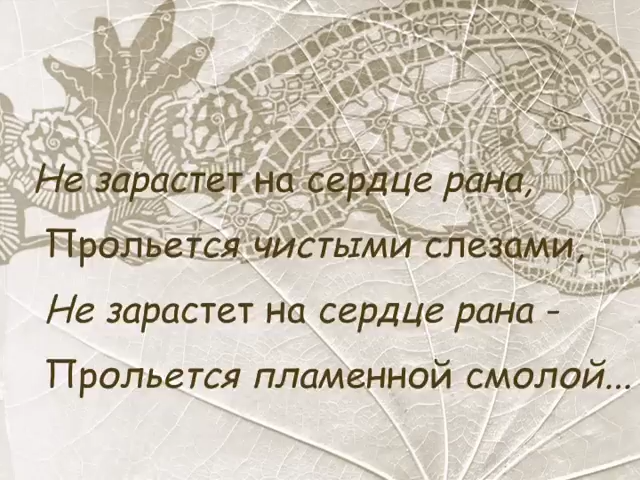 Не зарастет на сердце рана,
Прольется чистыми слезами,
Не зарастет на сердце рана -
Прольется пламенной смолой...